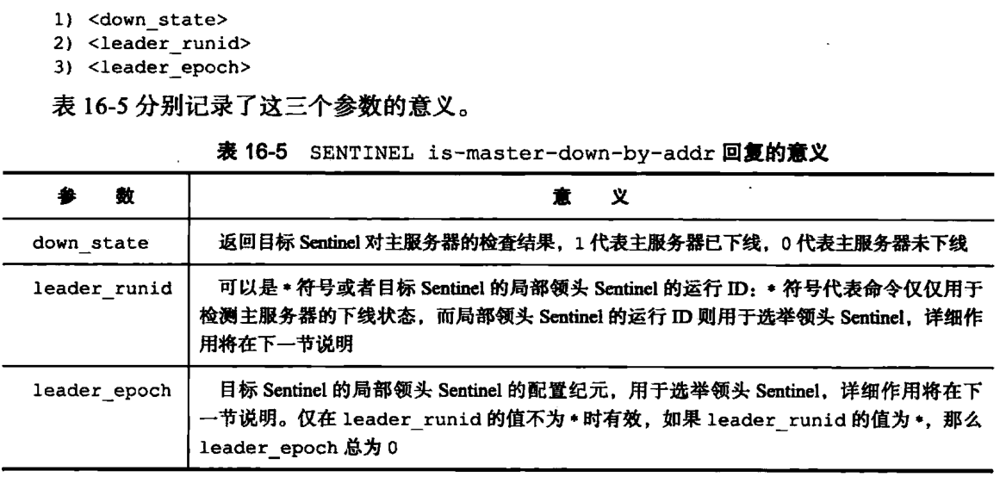 1) <down_state>
2) <leader_runid>
3) <leader_epoch>
表 16-5 分别记录了这三个参数的意义。
表 16-5 SENTINEL is-master-down-by-addr 回复的意义
参 数 意 义
down_state 返回目标 Sentinel 对主服务器的检查结果，1 代表主服务器已下线，0 代表主服务器未下线
leader_runid 可以是 * 符号或者目标 Sentinel 的局部领头 Sentinel 的运行 ID：* 符号代表命令仅仅用于
检测主服务器的下线状态，而局部领头 Sentinel 的运行 ID 则用于选举领头 Sentinel，详细作
用将在下一节说明
leader_epoch 目标 Sentinel 的局部领头 Sentinel 的配置纪元，用于选举领头 Sentinel，详细作用将在下
一节说明。仅在 leader_runid 的值不为 * 时有效，如果 leader_runid 的值为 *，那么
leader_epoch 总为 0